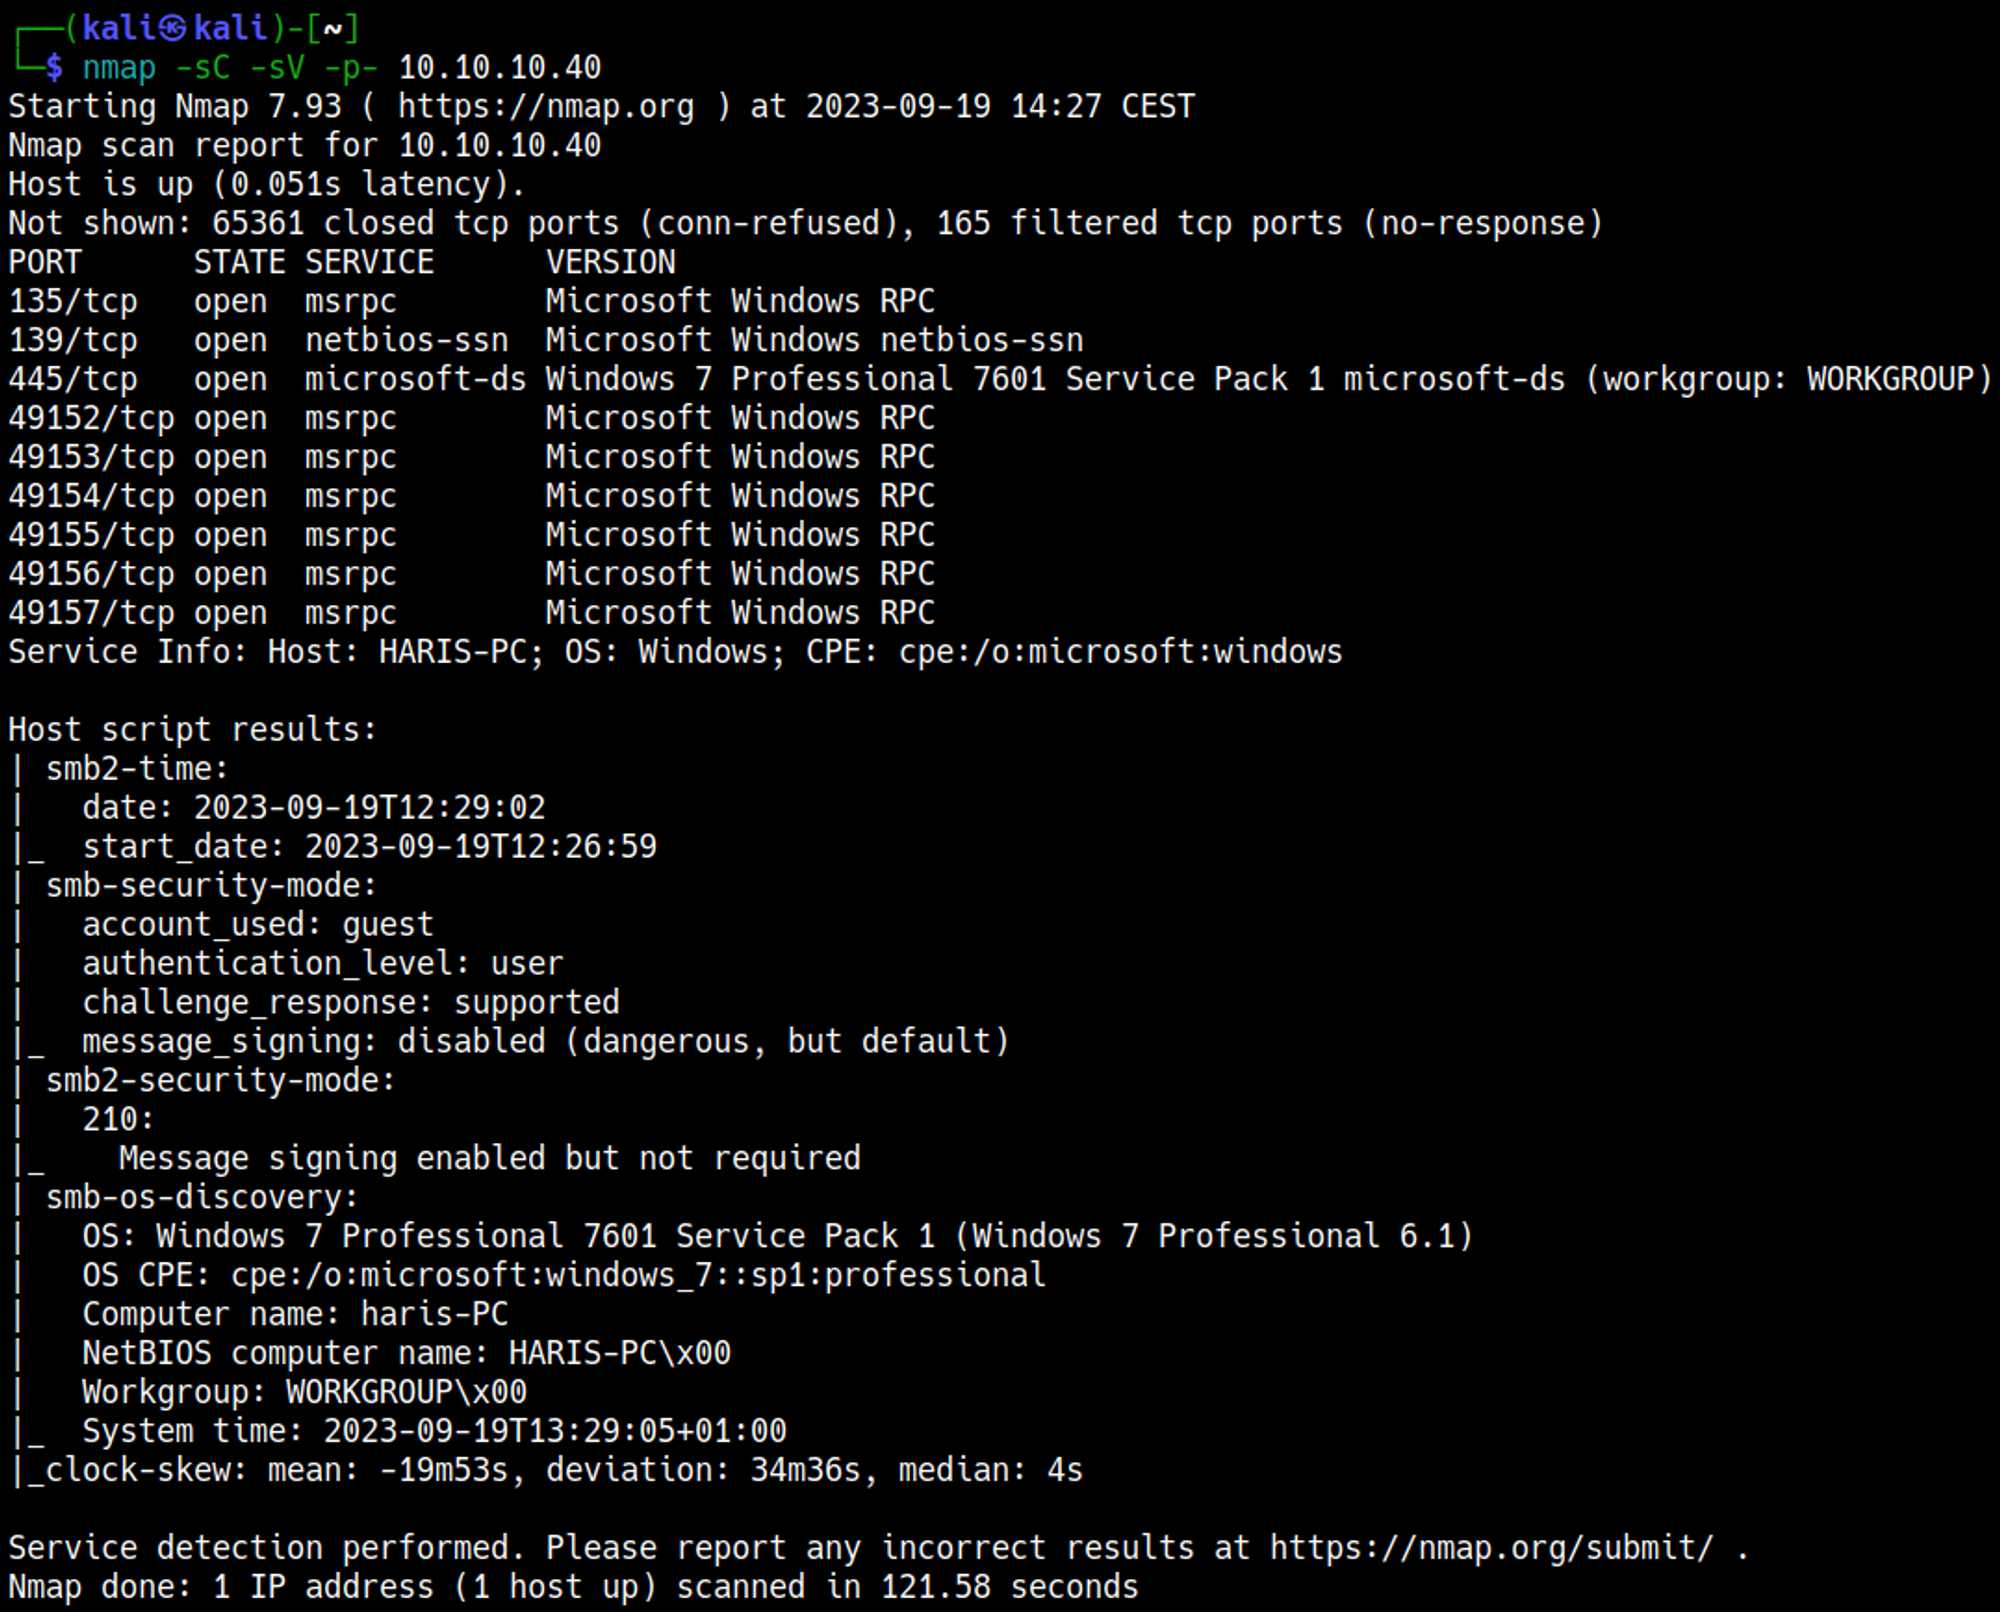 ┌──(kali㉿kali)-[~]
└─$ nmap -sC -sV -p- 10.10.10.40
Starting Nmap 7.93 ( https://nmap.org ) at 2023-09-19 14:27 CEST
Nmap scan report for 10.10.10.40
Host is up (0.051s latency).
Not shown: 65361 closed tcp ports (conn-refused), 165 filtered tcp ports (no-response)
PORT      STATE SERVICE      VERSION
135/tcp   open  msrpc        Microsoft Windows RPC
139/tcp   open  netbios-ssn  Microsoft Windows netbios-ssn
445/tcp   open  microsoft-ds Windows 7 Professional 7601 Service Pack 1 microsoft-ds (workgroup: WORKGROUP)
49152/tcp open  msrpc        Microsoft Windows RPC
49153/tcp open  msrpc        Microsoft Windows RPC
49154/tcp open  msrpc        Microsoft Windows RPC
49155/tcp open  msrpc        Microsoft Windows RPC
49156/tcp open  msrpc        Microsoft Windows RPC
49157/tcp open  msrpc        Microsoft Windows RPC
Service Info: Host: HARIS-PC; OS: Windows; CPE: cpe:/o:microsoft:windows

Host script results:
| smb2-time:
|   date: 2023-09-19T12:29:02
|_  start_date: 2023-09-19T12:26:59
| smb-security-mode:
|   account_used: guest
|   authentication_level: user
|   challenge_response: supported
|_  message_signing: disabled (dangerous, but default)
| smb2-security-mode:
|   210:
|_    Message signing enabled but not required
| smb-os-discovery:
|   OS: Windows 7 Professional 7601 Service Pack 1 (Windows 7 Professional 6.1)
|   OS CPE: cpe:/o:microsoft:windows_7::sp1:professional
|   Computer name: haris-PC
|   NetBIOS computer name: HARIS-PC\x00
|   Workgroup: WORKGROUP\x00
|_  System time: 2023-09-19T13:29:05+01:00
|_clock-skew: mean: -19m53s, deviation: 34m36s, median: 4s

Service detection performed. Please report any incorrect results at https://nmap.org/submit/ .
Nmap done: 1 IP address (1 host up) scanned in 121.58 seconds